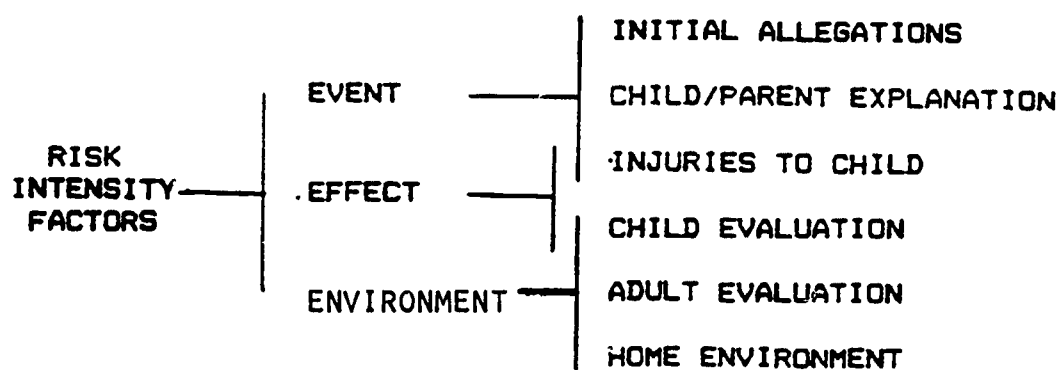 INITIAL ALLEGATIONS
EVENT
CHILD/PARENT EXPLANATION
RISK
INTENSITY
FACTORS
EFFECT
INJURIES TO CHILD
CHILD EVALUATION
ENVIRONMENT
ADULT EVALUATION
HOME ENVIRONMENT